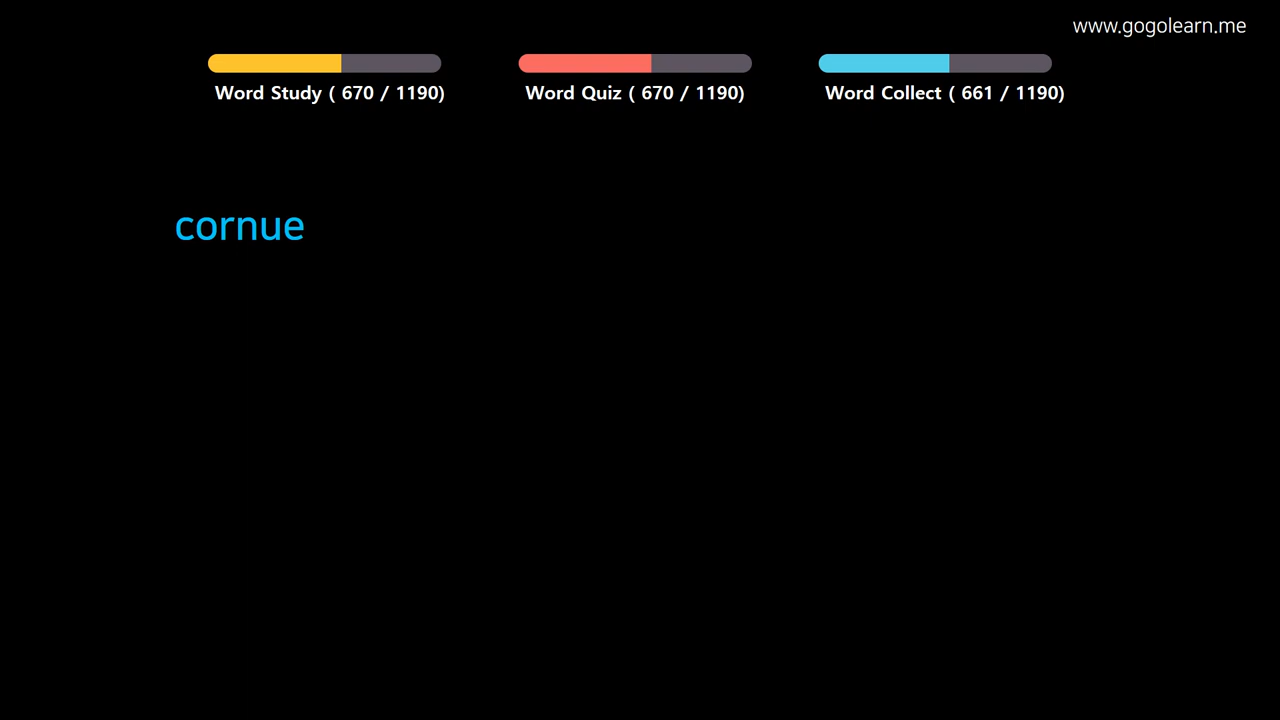 www.gogolearn.me
Word Study ( 670 / 1190)
Word Quiz ( 670 / 1190)
Word Collect ( 661 / 1190)
cornue